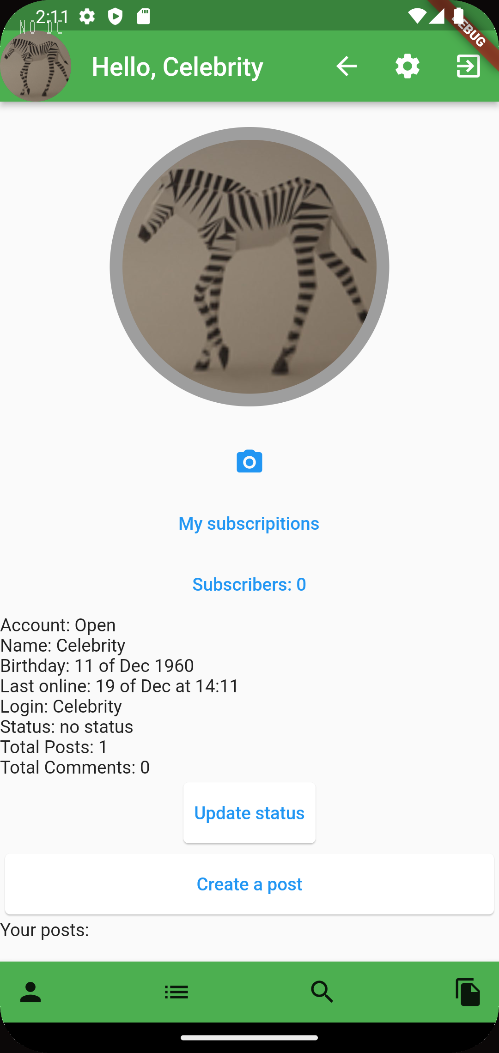 2:11
NO DC
DEBUG
Hello, Celebrity
My subscripitions
Subscribers: 0
Account: Open
Name: Celebrity
Birthday: 11 of Dec 1960
Last online: 19 of Dec at 14:11
Login: Celebrity
Status: no status
Total Posts: 1
Total Comments: 0
Update status
Create a post
Your posts: